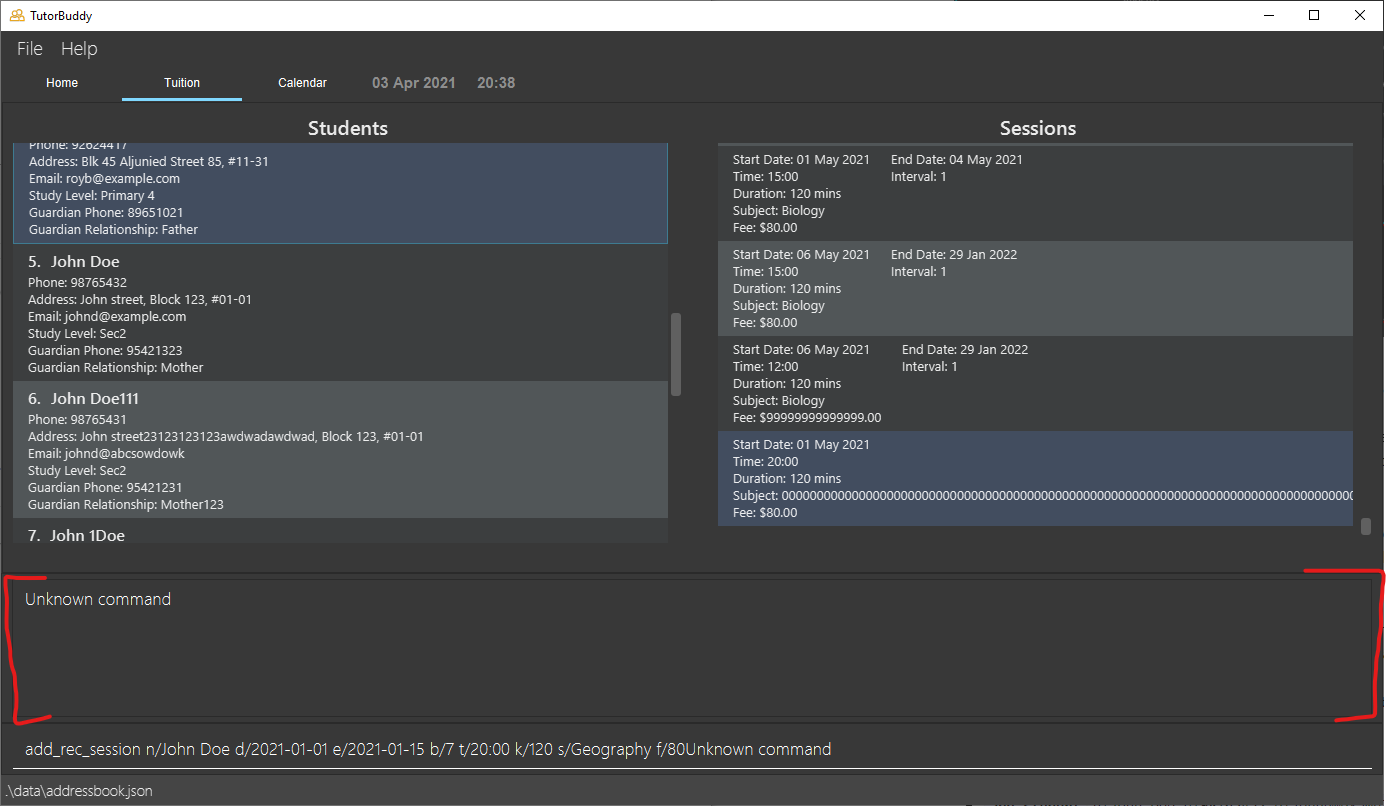 TutorBuddy
File Help
Home Tuition Calendar 03 Apr 2021 20:38
Students
Phone: 92624417
Address: Blk 45 Aljunied Street 85, #11-31
Email: royb@example.com
Study Level: Primary 4
Guardian Phone: 89651021
Guardian Relationship: Father
5. John Doe
Phone: 98765432
Address: John street, Block 123, #01-01
Email: johnd@example.com
Study Level: Sec2
Guardian Phone: 95421323
Guardian Relationship: Mother
6. John Doe111
Phone: 98765431
Address: John street23123123123awdwadawdwad, Block 123, #01-01
Email: johnd@abcsowdowk
Study Level: Sec2
Guardian Phone: 95421231
Guardian Relationship: Mother123
7. John 1Doe
Sessions
Start Date: 01 May 2021 End Date: 04 May 2021
Time: 15:00 Interval: 1
Duration: 120 mins
Subject: Biology
Fee: $80.00
Start Date: 06 May 2021 End Date: 29 Jan 2022
Time: 15:00 Interval: 1
Duration: 120 mins
Subject: Biology
Fee: $80.00
Start Date: 06 May 2021 End Date: 29 Jan 2022
Time: 12:00 Interval: 1
Duration: 120 mins
Subject: Biology
Fee: $99999999999999.00
Start Date: 01 May 2021
Time: 20:00
Duration: 120 mins
Subject:
Fee: $80.00
Unknown command
add_rec_session n/John Doe d/2021-01-01 e/2021-01-15 b/7 t/20:00 k/120 s/Geography f/80Unknown command
.\data\addressbook.json